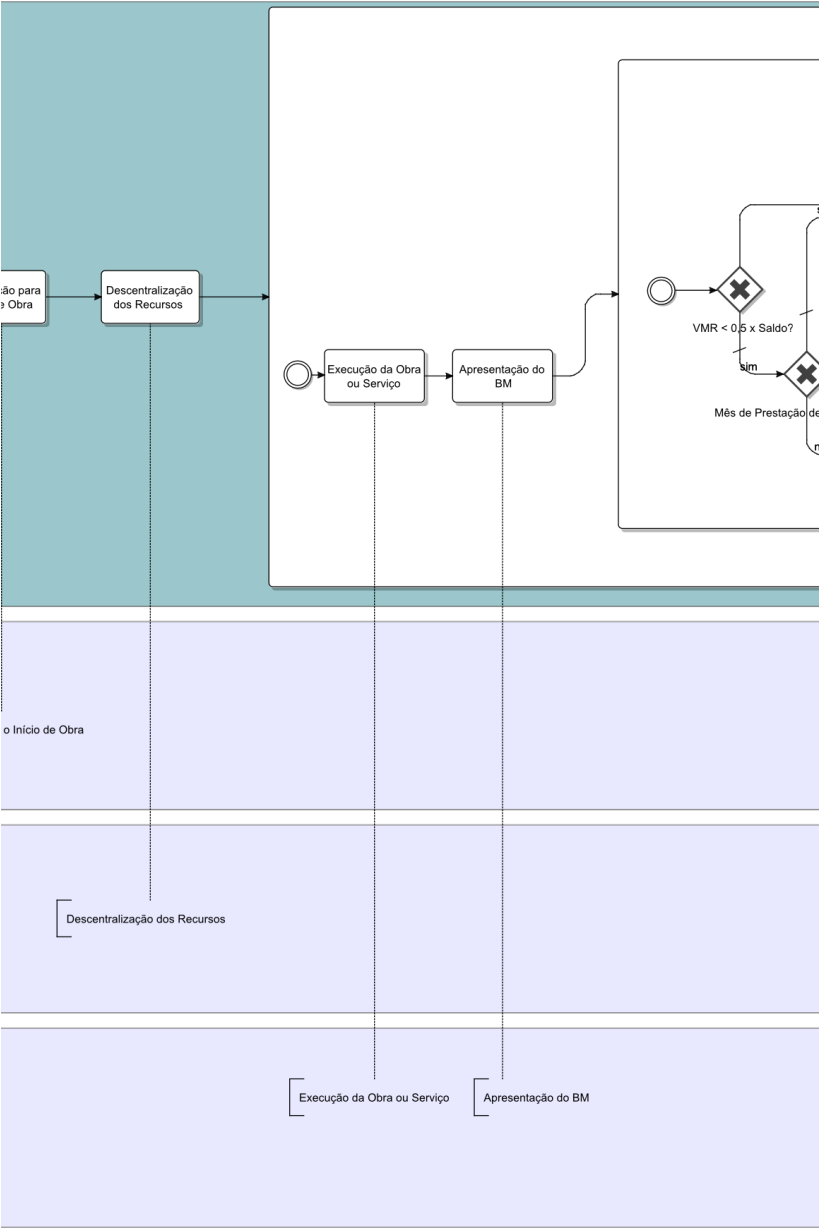 ção para
e Obra
Descentralização
dos Recursos
Execução da Obra
ou Serviço
Apresentação do
BM
VMR < 0,5 x Saldo?
sim
Mês de Prestação de
o Início de Obra
Descentralização dos Recursos
Execução da Obra ou Serviço
Apresentação do BM